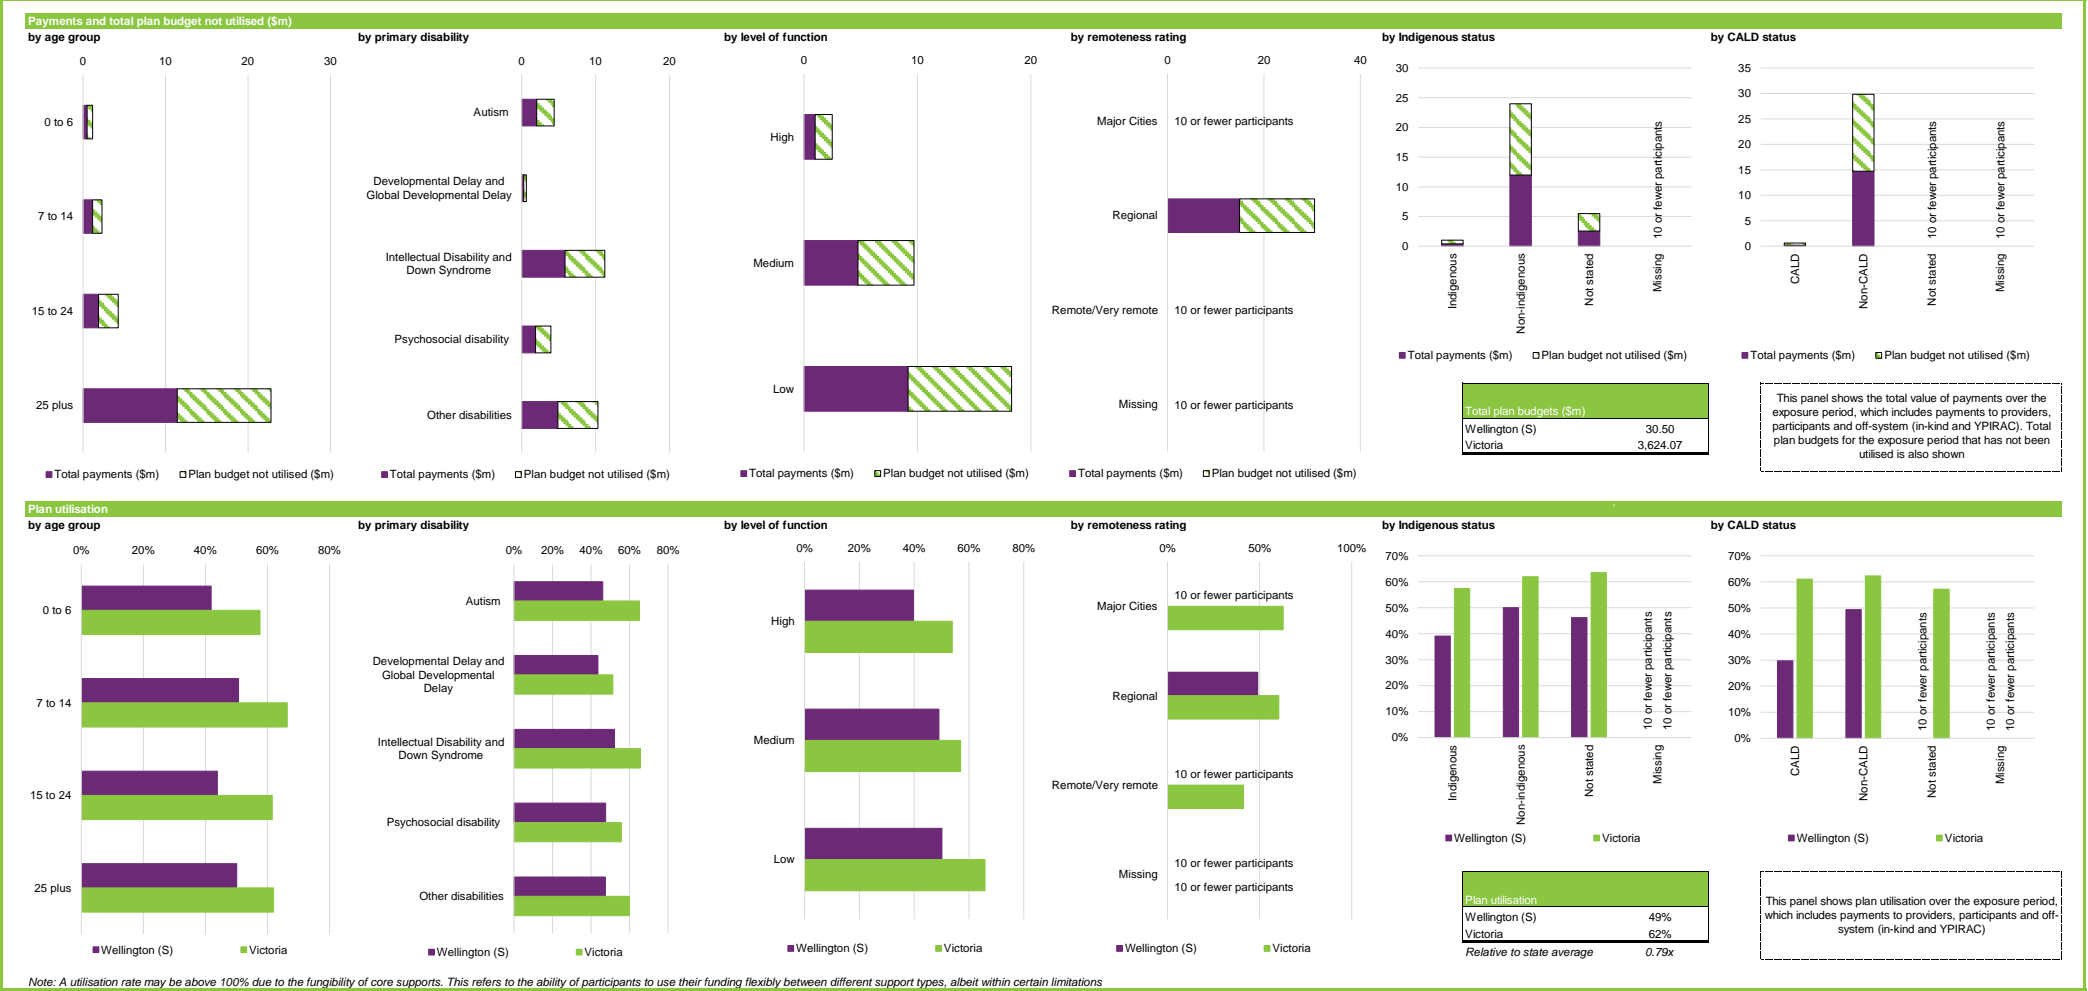 Payments and total plan budget not utilised ($m)
by age group
0 10 20 30
0 to 6
7 to 14
15 to 24
25 plus
Total payments ($m) Plan budget not utilised ($m)
by primary disability
0 10 20
Autism
Developmental Delay and
Global Developmental Delay
Intellectual Disability and
Down Syndrome
Psychosocial disability
Other disabilities
Total payments ($m) Plan budget not utilised ($m)
by level of function
0 10 20
High
Medium
Low
Total payments ($m) Plan budget not utilised ($m)
by remoteness rating
0 20 40
Major Cities 10 or fewer participants
Regional
Remote/Very remote 10 or fewer participants
Missing 10 or fewer participants
Total payments ($m) Plan budget not utilised ($m)
by Indigenous status
30
25
20
15
10
5
0
10 or fewer participants
Indigenous
Non-indigenous
Not stated
Missing
Total payments ($m) Plan budget not utilised ($m)
by CALD status
35
30
25
20
15
10
5
0
10 or fewer participants
10 or fewer participants
CALD
Non-CALD
Not stated
Missing
Total payments ($m) Plan budget not utilised ($m)
Total plan budgets ($m)
Wellington (S) 30.50
Victoria 3,624.07
This panel shows the total value of payments over the
exposure period, which includes payments to providers,
participants and off-system (in-kind and YPIRAC). Total
plan budgets for the exposure period that has not been
utilised is also shown
Plan utilisation
by age group
0% 20% 40% 60% 80%
0 to 6
7 to 14
15 to 24
25 plus
Wellington (S) Victoria
by primary disability
0% 20% 40% 60% 80%
Autism
Developmental Delay and
Global Developmental
Delay
Intellectual Disability and
Down Syndrome
Psychosocial disability
Other disabilities
Wellington (S) Victoria
by level of function
0% 20% 40% 60% 80%
High
Medium
Low
Wellington (S) Victoria
by remoteness rating
0% 50% 100%
10 or fewer participants
Major Cities
Regional
10 or fewer participants
Remote/Very remote
10 or fewer participants
Missing
10 or fewer participants
Wellington (S) Victoria
by Indigenous status
70%
60%
50%
40%
30%
20%
10%
0%
10 or fewer participants
10 or fewer participants
Indigenous
Non-indigenous
Not stated
Missing
Wellington (S) Victoria
by CALD status
70%
60%
50%
40%
30%
20%
10%
0%
10 or fewer participants
10 or fewer participants
10 or fewer participants
CALD
Non-CALD
Not stated
Missing
Wellington (S) Victoria
Plan utilisation
Wellington (S) 49%
Victoria 62%
Relative to state average 0.79x
This panel shows plan utilisation over the exposure period,
which includes payments to providers, participants and off-
system (in-kind and YPIRAC)
Note: A utilisation rate may be above 100% due to the fungibility of core supports. This refers to the ability of participants to use their funding flexibly between different support types, albeit within certain limitations